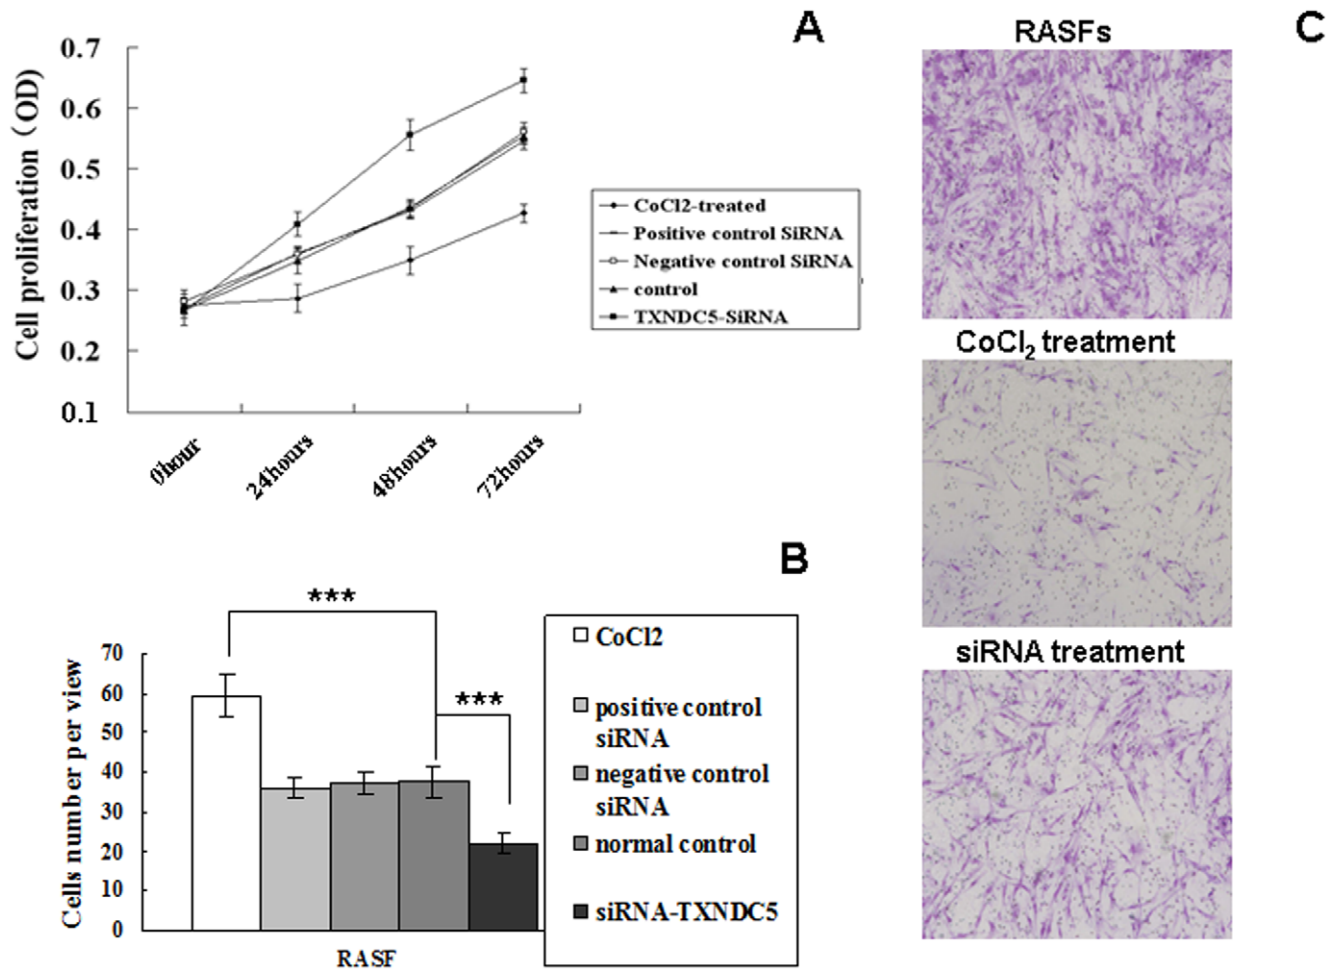 A
0.7
0.6
0.5
0.4
0.3
0.2
0.1
Cell proliferation (OD)
0hour
24hours
48hours
72hours
CoCl2-treated
Positive control SiRNA
Negative control SiRNA
control
TXNDC5-SiRNA
B
***
***
70
60
50
40
30
20
10
0
Cells number per view
RASF
CoCl2
positive control
siRNA
negative control
siRNA
normal control
siRNA-TXNDC5
C
RASFs
CoCl2 treatment
siRNA treatment